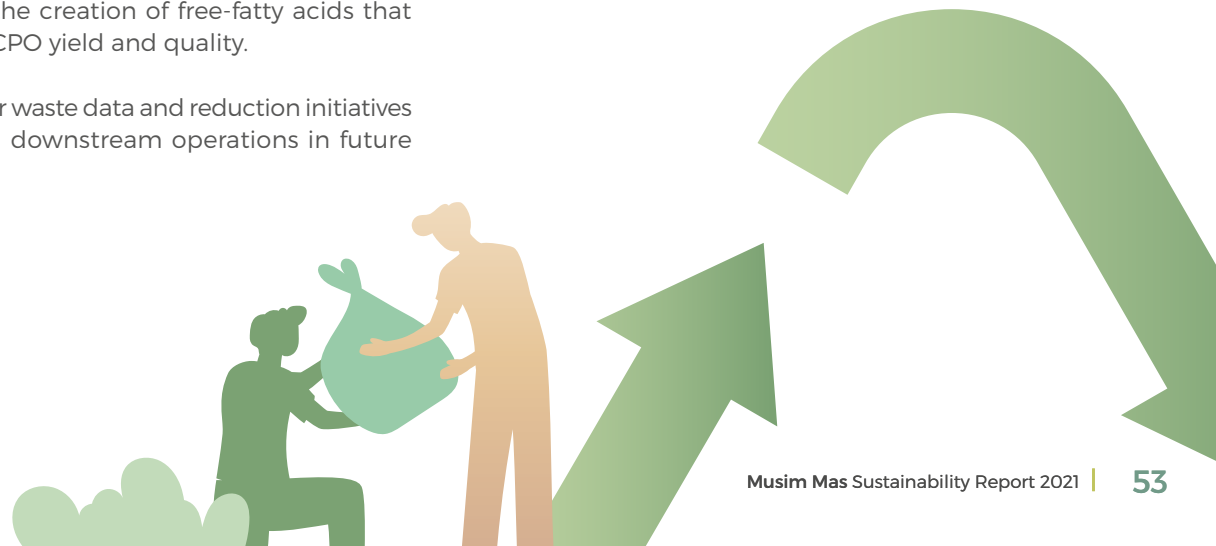 he creation of free-fatty acids that
CPO yield and quality.
r waste data and reduction initiatives
downstream operations in future
Musim Mas Sustainability Report 2021
53